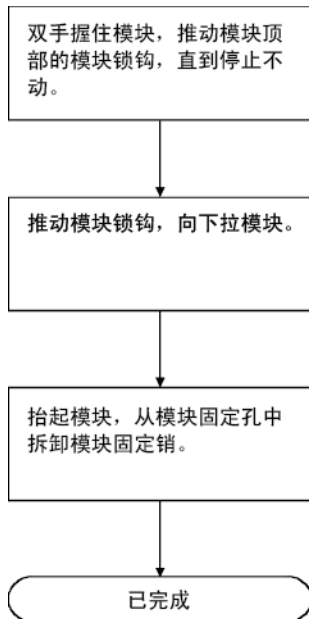 双手握住模块，推动模块顶
部的模块锁钩，直到停止不
动。
推动模块锁钩，向下拉模块。
抬起模块，从模块固定孔中
拆卸模块固定销。
已完成